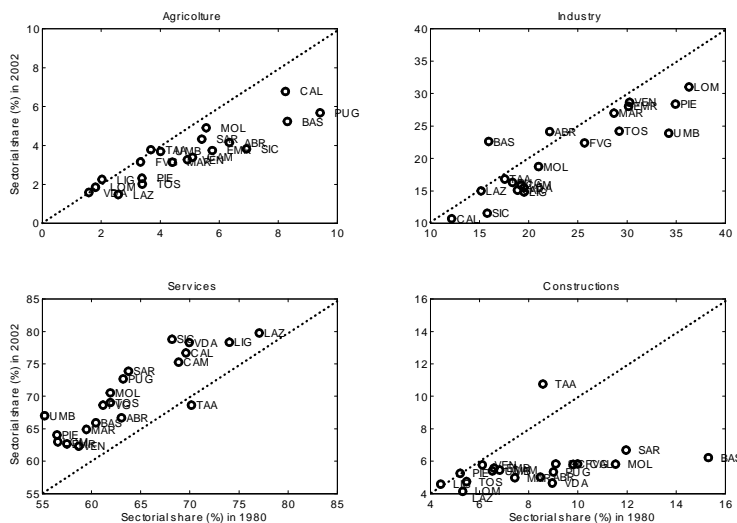 Agricolture
Sectorial share (%) in 2002
10
8
6
4
2
0
0 2 4 6 8 10
CAL
PUG
BAS
MOL
SAR
ABR
SIC
TAA
UMB
EMR
CAM
VEN
MAR
FVG
PIE
TOS
LIG
LOM
VDA
LAZ
Industry
40
35
30
25
20
15
10
10 15 20 25 30 35 40
LOM
PIE
VEN
EMR
MAR
UMB
TOS
FVG
ABR
BAS
MOL
TAA
LAZ
LIG
SIC
CAL
Services
Sectorial share (%) in 2002
85
80
75
70
65
60
55
55 60 65 70 75 80 85
Sectorial share (%) in 1980
LAZ
SIC
VDA
LIG
CAL
CAM
SAR
PUG
MOL
TOS
FVG
TAA
UMB
ABR
BAS
MAR
PIE
VEN
Constructions
16
14
12
10
8
6
4
4 6 8 10 12 14 16
Sectorial share (%) in 1980
TAA
SAR
BAS
MOL
VEN
PUG
PIE
ABR
UMB
VDA
TOS
LOM
LAZ